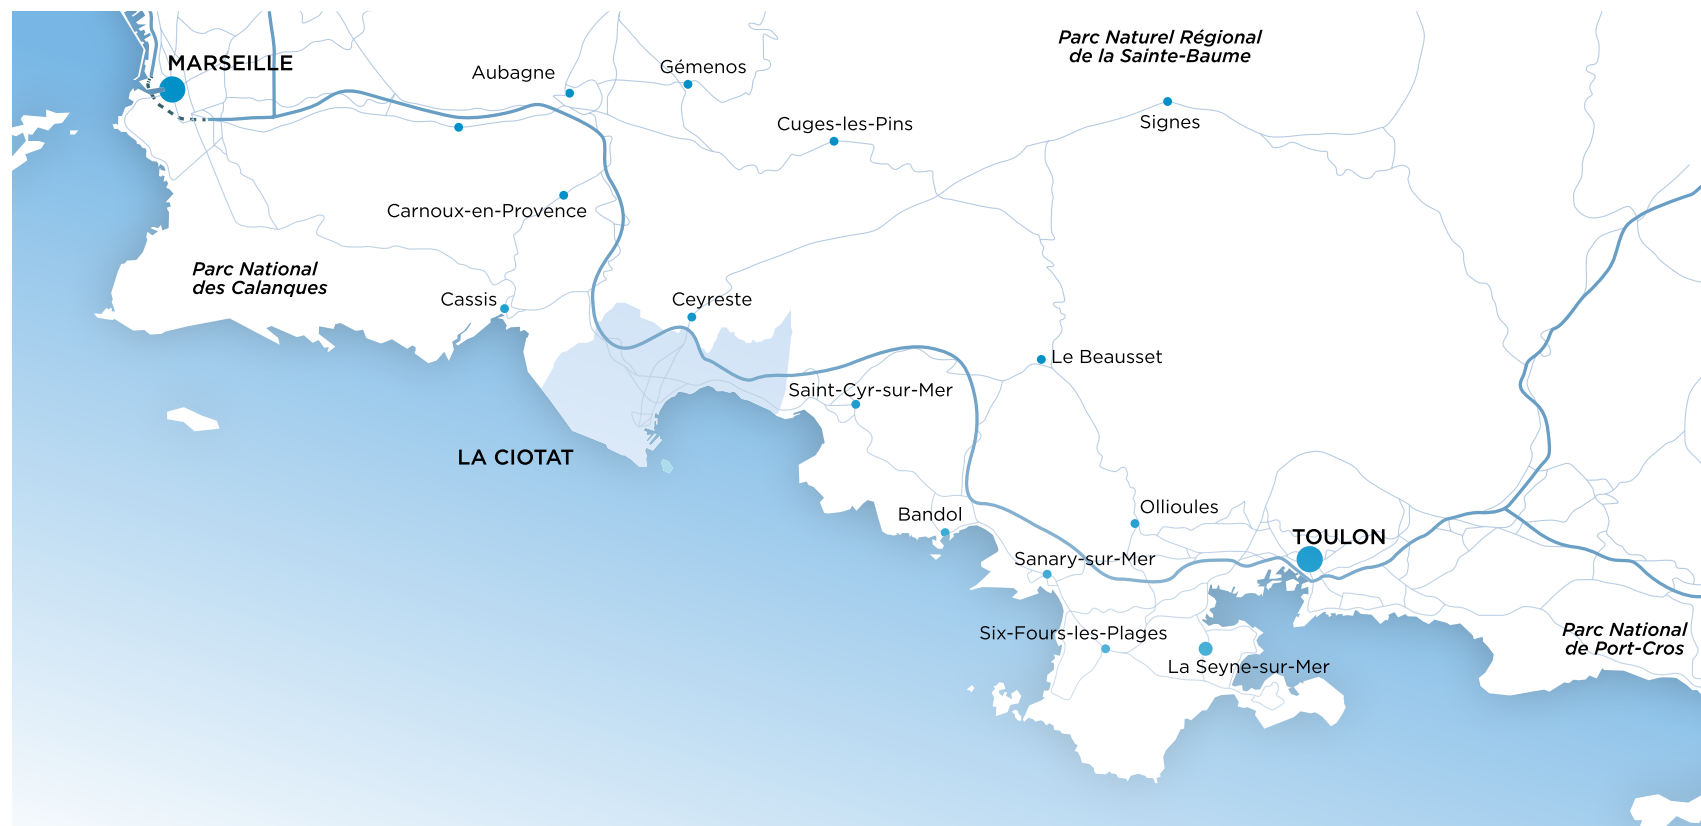 Parc Naturel Régional
de la Sainte-Baume
MARSEILLE
Aubagne
Gémenos
Cuges-les-Pins
Signes
Carnoux-en-Provence
Parc National
des Calanques
Cassis
Ceyreste
Le Beausset
Saint-Cyr-sur-Mer
LA CIOTAT
Bandol
Ollioules
TOULON
Sanary-sur-Mer
Six-Fours-les-Plages
Parc National
de Port-Cros
La Seyne-sur-Mer